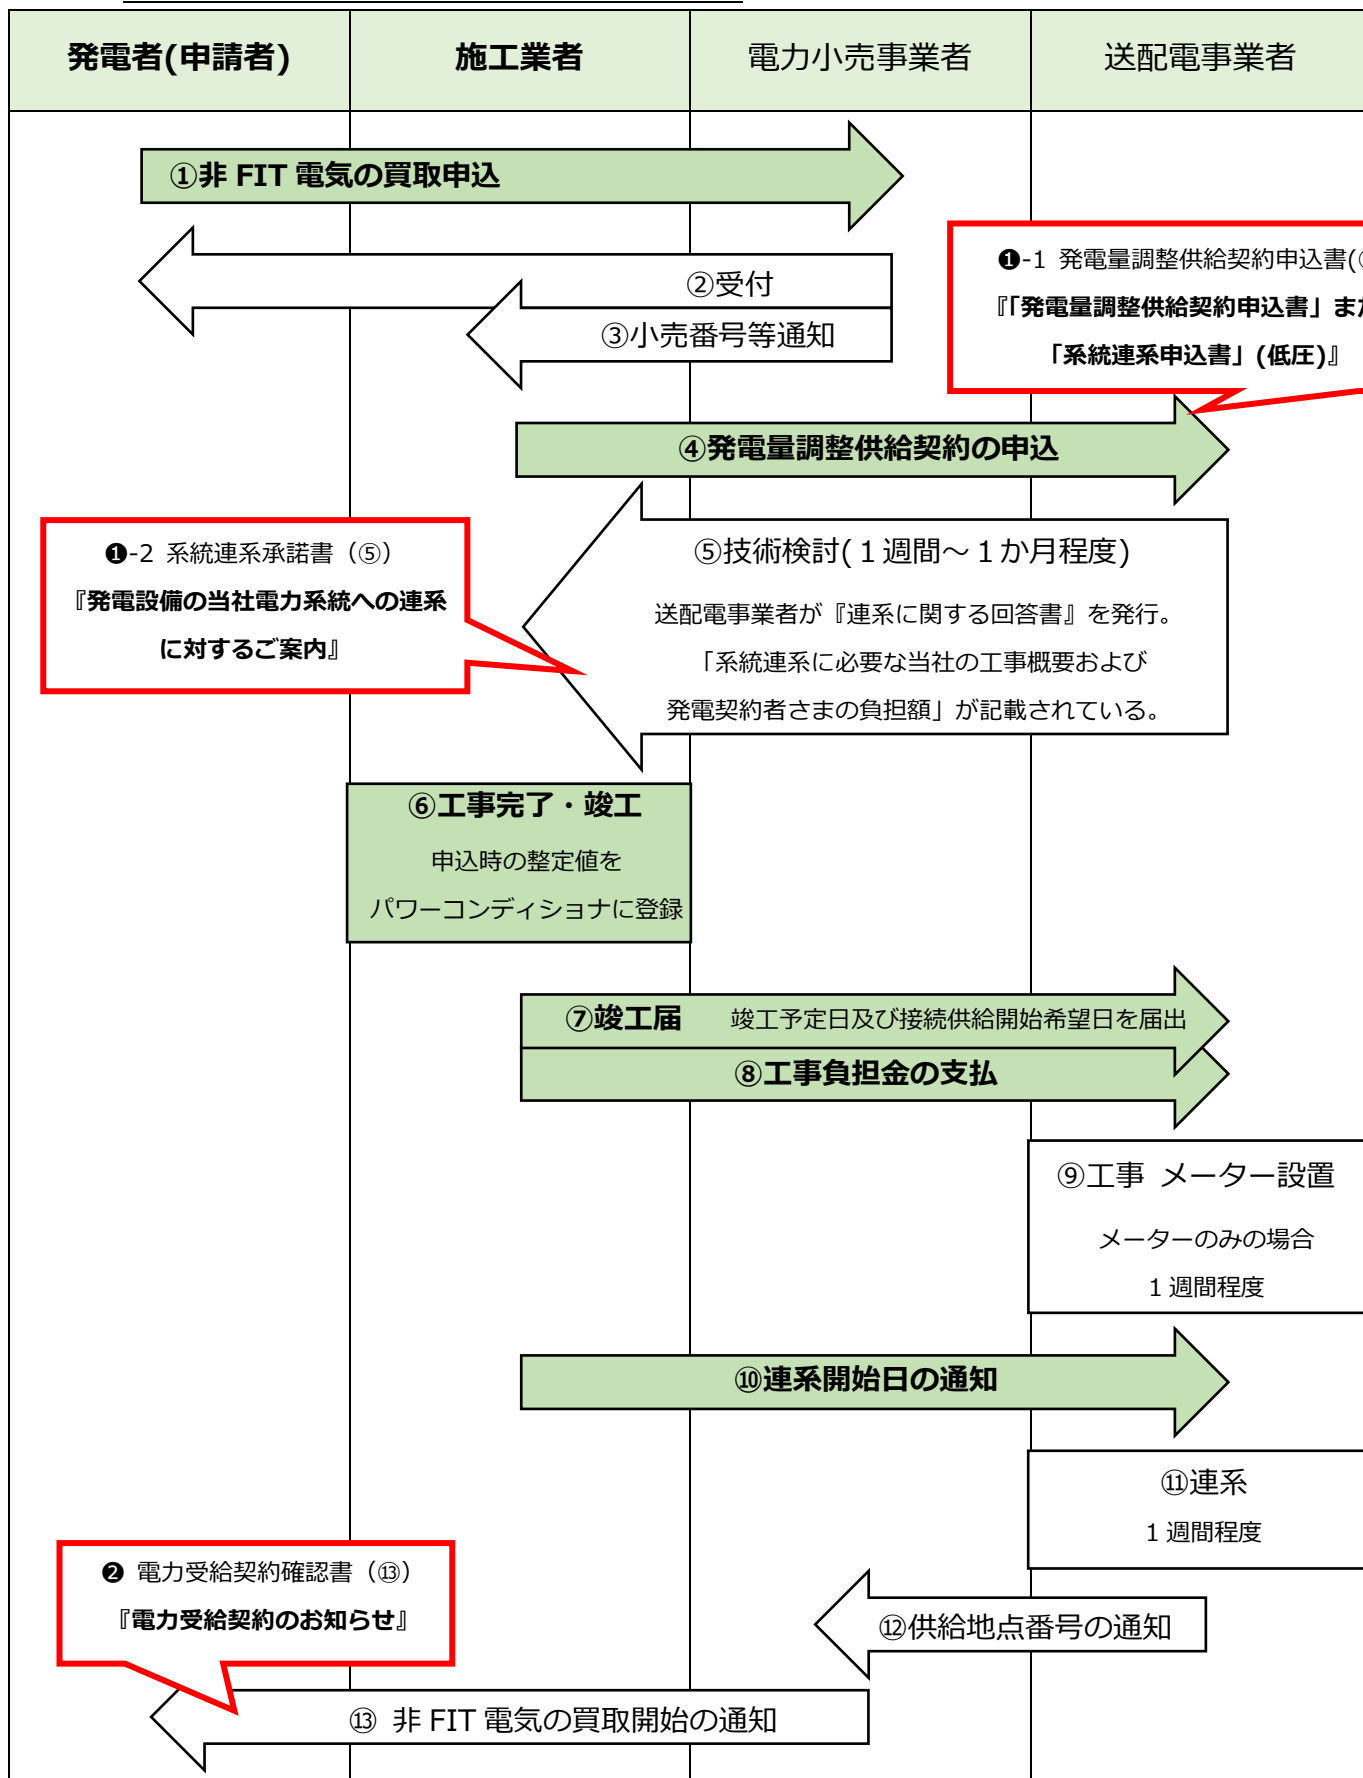 発電者(申請者)
施工業者
電力小売事業者
送配電事業者
①非 FIT 電気の買取申込
②受付
③小売番号等通知
❶-1 発電量調整供給契約申込書(
『「発電量調整供給契約申込書」また
「系統連系申込書」(低圧)』
④発電量調整供給契約の申込
❶-2 系統連系承諾書（⑤）
『発電設備の当社電力系統への連系
に対するご案内』
⑤技術検討(１週間～１か月程度)
送配電事業者が『連系に関する回答書』を発行。
「系統連系に必要な当社の工事概要および
発電契約者さまの負担額」が記載されている。
⑥工事完了・竣工
申込時の整定値を
パワーコンディショナに登録
⑦竣工届 竣工予定日及び接続供給開始希望日を届出
⑧工事負担金の支払
⑨工事 メーター設置
メーターのみの場合
１週間程度
⑩連系開始日の通知
⑪連系
１週間程度
❷ 電力受給契約確認書（⑬）
『電力受給契約のお知らせ』
⑫供給地点番号の通知
⑬ 非 FIT 電気の買取開始の通知